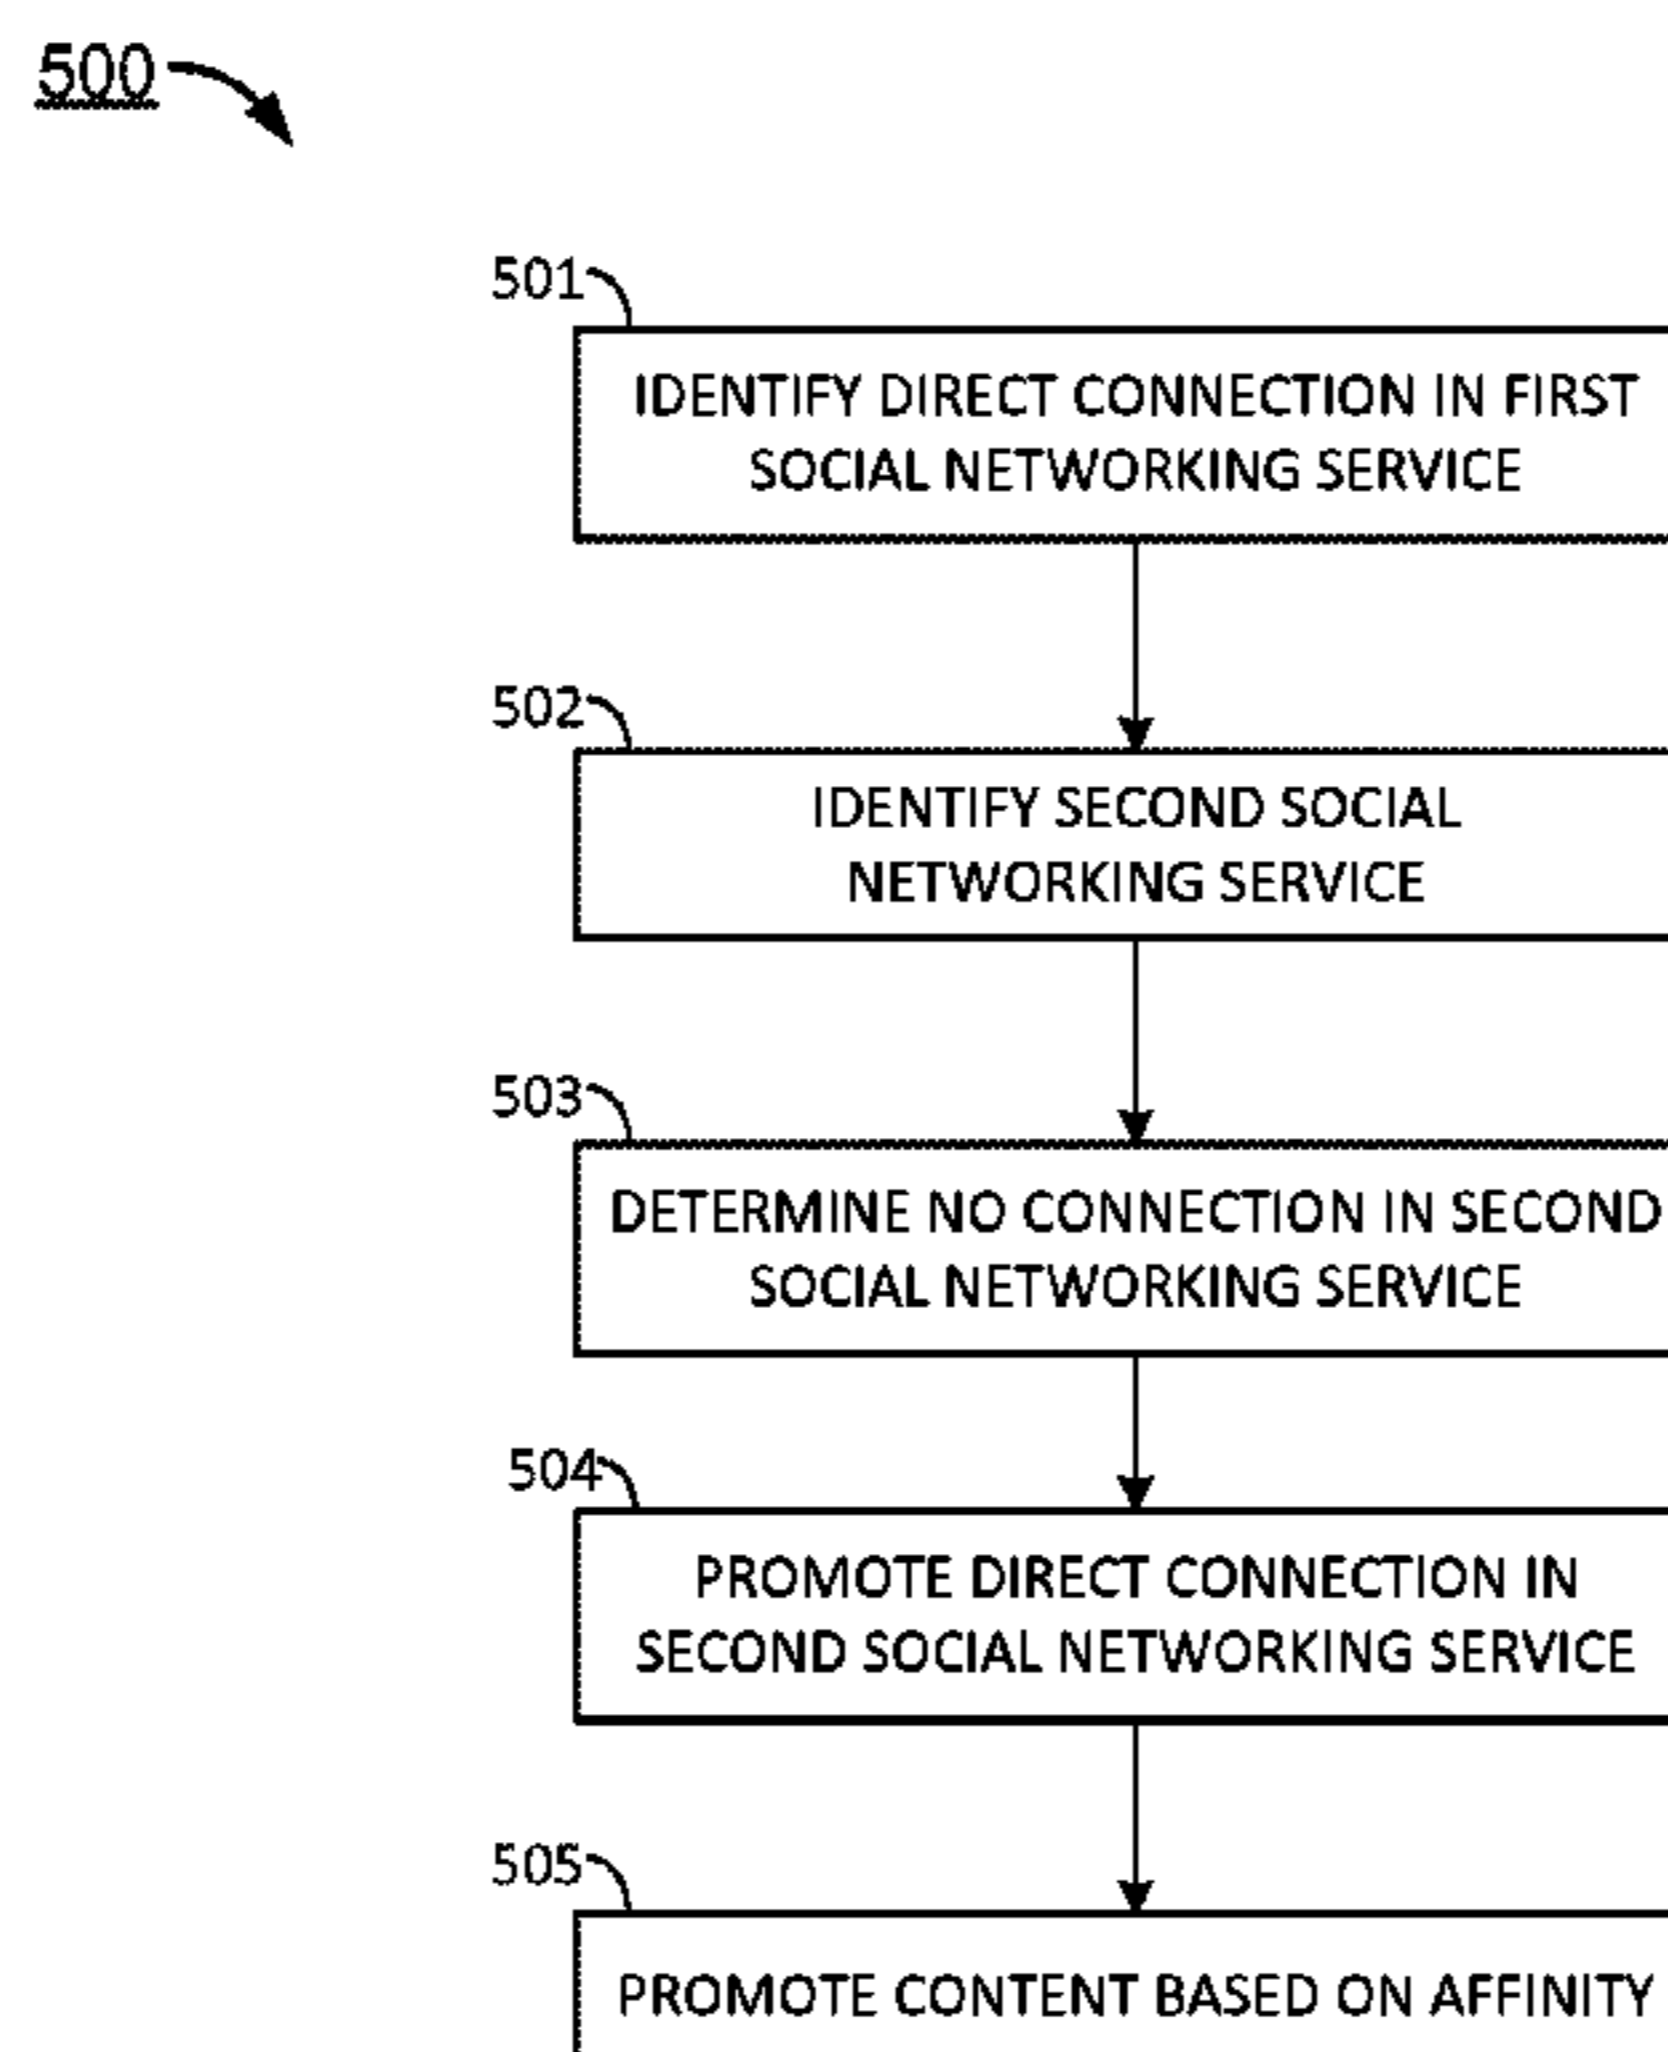 500
501
IDENTIFY DIRECT CONNECTION IN FIRST
SOCIAL NETWORKING SERVICE
502
IDENTIFY SECOND SOCIAL
NETWORKING SERVICE
503
DETERMINE NO CONNECTION IN SECOND
SOCIAL NETWORKING SERVICE
504
PROMOTE DIRECT CONNECTION IN
SECOND SOCIAL NETWORKING SERVICE
505
PROMOTE CONTENT BASED ON AFFINITY